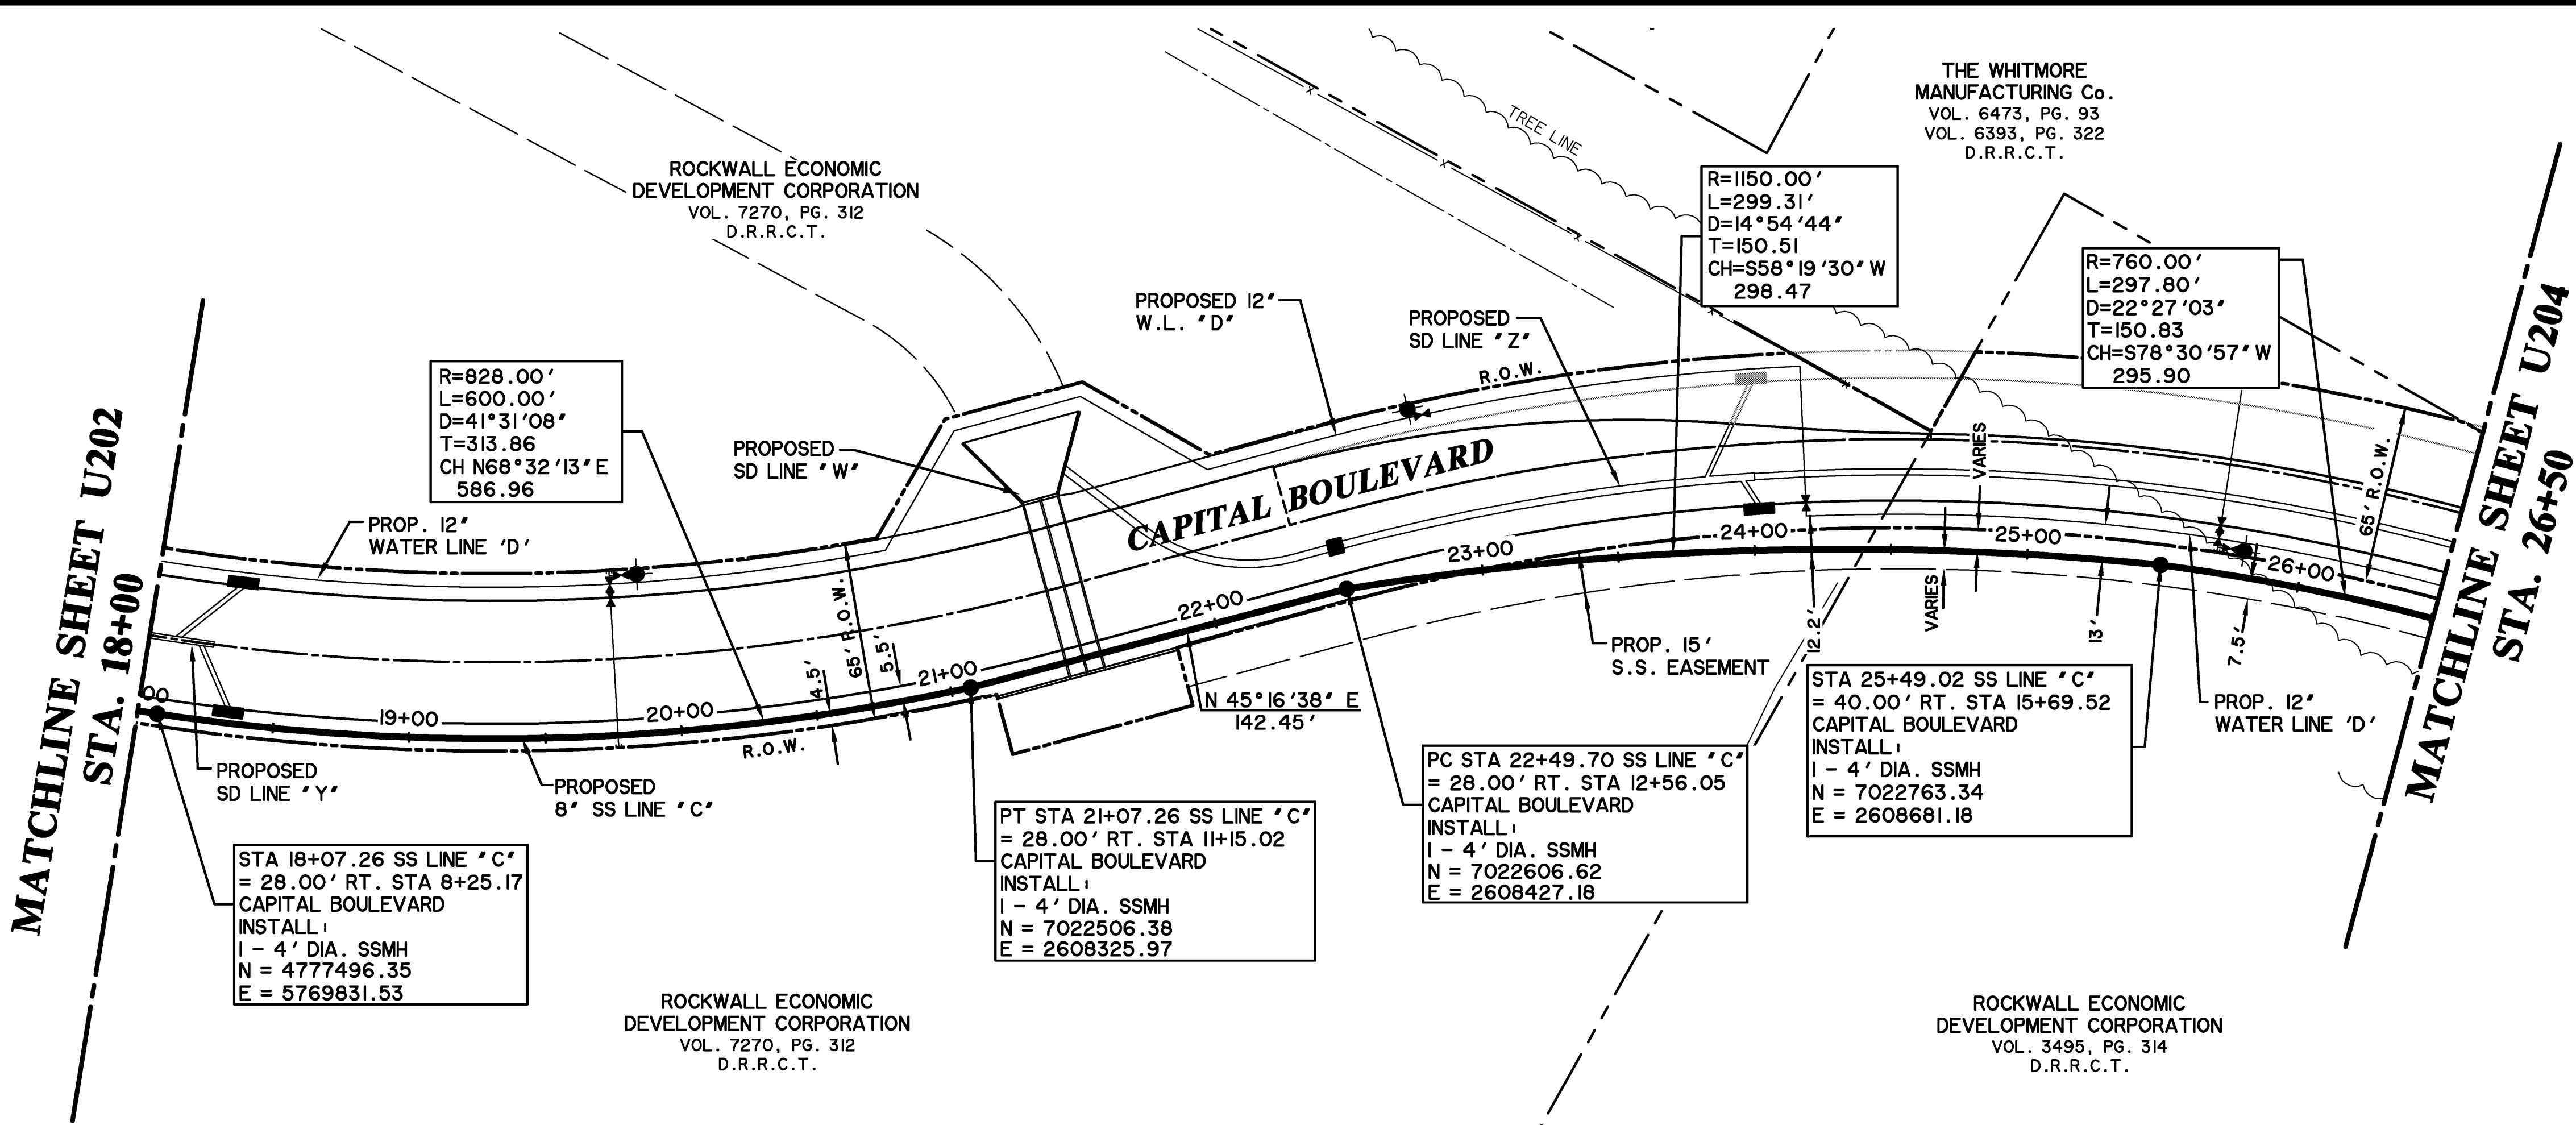 MATCHLINE SHEET U202
STA. 18+00
ROCKWALL ECONOMIC
DEVELOPMENT CORPORATION
VOL. 7270, PG. 312
D.R.R.C.T.
TREE LINE
THE WHITMORE
MANUFACTURING Co.
VOL. 6473, PG. 93
VOL. 6393, PG. 322
D.R.R.C.T.
R=1150.00'
L=299.31'
D=14°54'44"
T=150.51
CH=S58°19'30" W
298.47
R=760.00'
L=297.80'
D=22°27'03"
T=150.83
CH=S78°30'57" W
295.90
R=828.00'
L=600.00'
D=41°31'08"
T=313.86
CH N68°32'13" E
586.96
PROPOSED 12"
W.L. "D"
PROPOSED
SD LINE "Z"
R.O.W.
PROPOSED
SD LINE "W"
CAPITAL BOULEVARD
PROP. 12"
WATER LINE 'D'
VARIES
65' R.O.W.
MATCHLINE SHEET U204
STA. 26+50
00
19+00
20+00
21+00
22+00
23+00
24+00
25+00
26+00
4.5'
65' R.O.W.
5.5'
R.O.W.
12.2'
VARIES
13'
7.5'
N 45°16'38" E
142.45'
PROP. 15'
S.S. EASEMENT
PROP. 12"
WATER LINE 'D'
PROPOSED
SD LINE "Y"
PROPOSED
8" SS LINE "C"
STA 18+07.26 SS LINE "C"
= 28.00' RT. STA 8+25.17
CAPITAL BOULEVARD
INSTALL:
1 - 4' DIA. SSMH
N = 4777496.35
E = 5769831.53
PT STA 21+07.26 SS LINE "C"
= 28.00' RT. STA 11+15.02
CAPITAL BOULEVARD
INSTALL:
1 - 4' DIA. SSMH
N = 7022506.38
E = 2608325.97
PC STA 22+49.70 SS LINE "C"
= 28.00' RT. STA 12+56.05
CAPITAL BOULEVARD
INSTALL:
1 - 4' DIA. SSMH
N = 7022606.62
E = 2608427.18
STA 25+49.02 SS LINE "C"
= 40.00' RT. STA 15+69.52
CAPITAL BOULEVARD
INSTALL:
1 - 4' DIA. SSMH
N = 7022763.34
E = 2608681.18
ROCKWALL ECONOMIC
DEVELOPMENT CORPORATION
VOL. 7270, PG. 312
D.R.R.C.T.
ROCKWALL ECONOMIC
DEVELOPMENT CORPORATION
VOL. 3495, PG. 314
D.R.R.C.T.